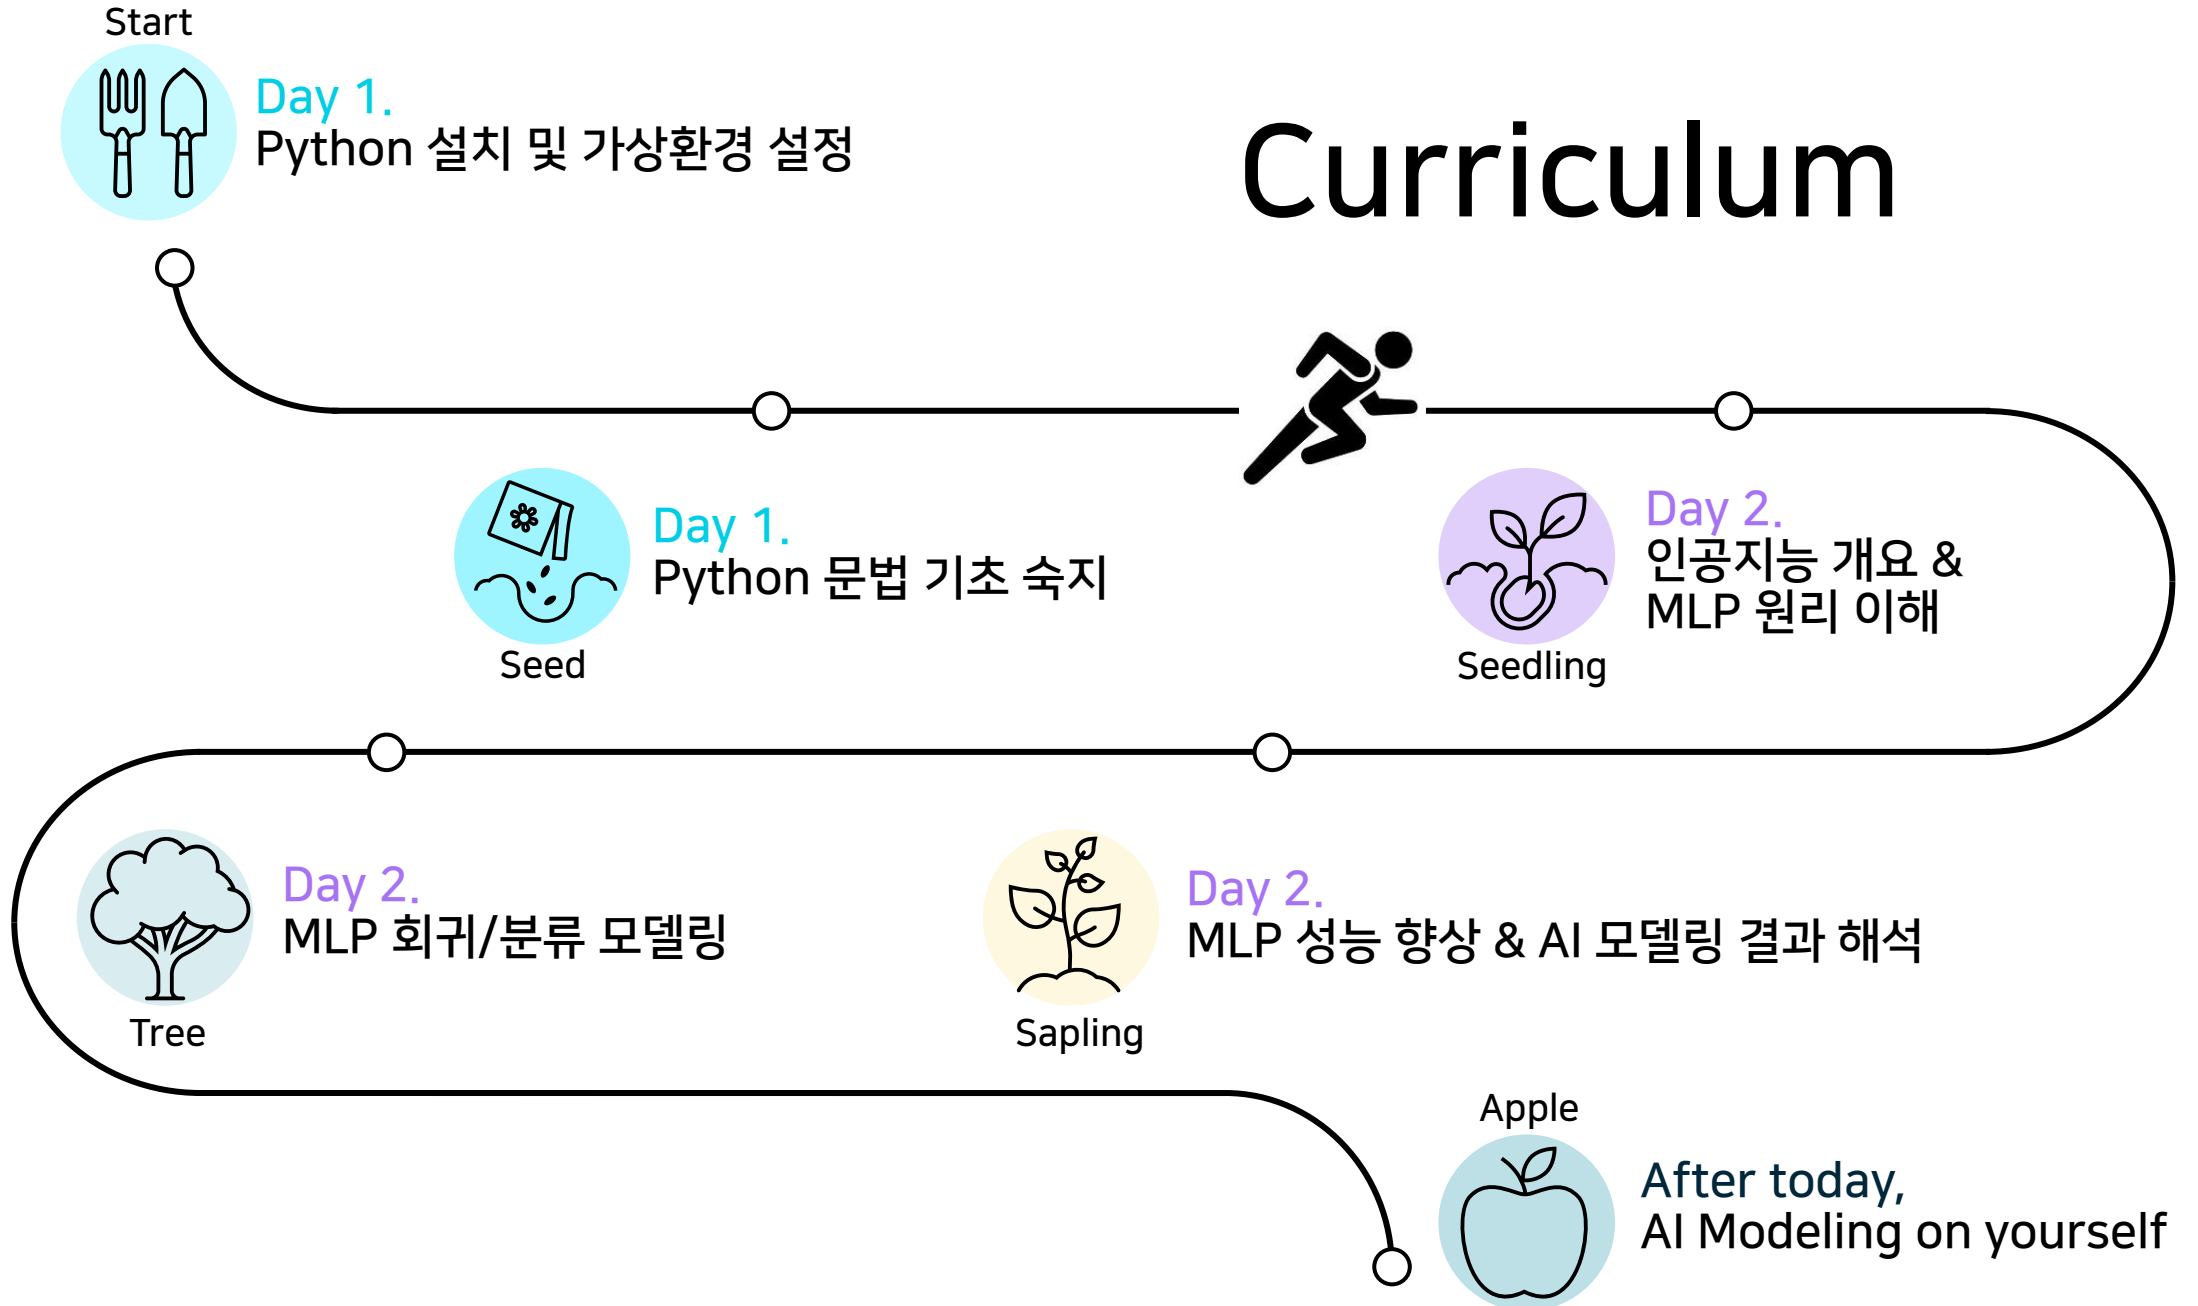 Start
Day 1.
Python 설치 및 가상환경 설정
Curriculum
Day 1.
Python 문법 기초 숙지
Seed
Day 2.
인공지능 개요 &
MLP 원리 이해
Seedling
Day 2.
MLP 성능 향상 & AI 모델링 결과 해석
Sapling
Day 2.
MLP 회귀/분류 모델링
Tree
Apple
After today,
AI Modeling on yourself